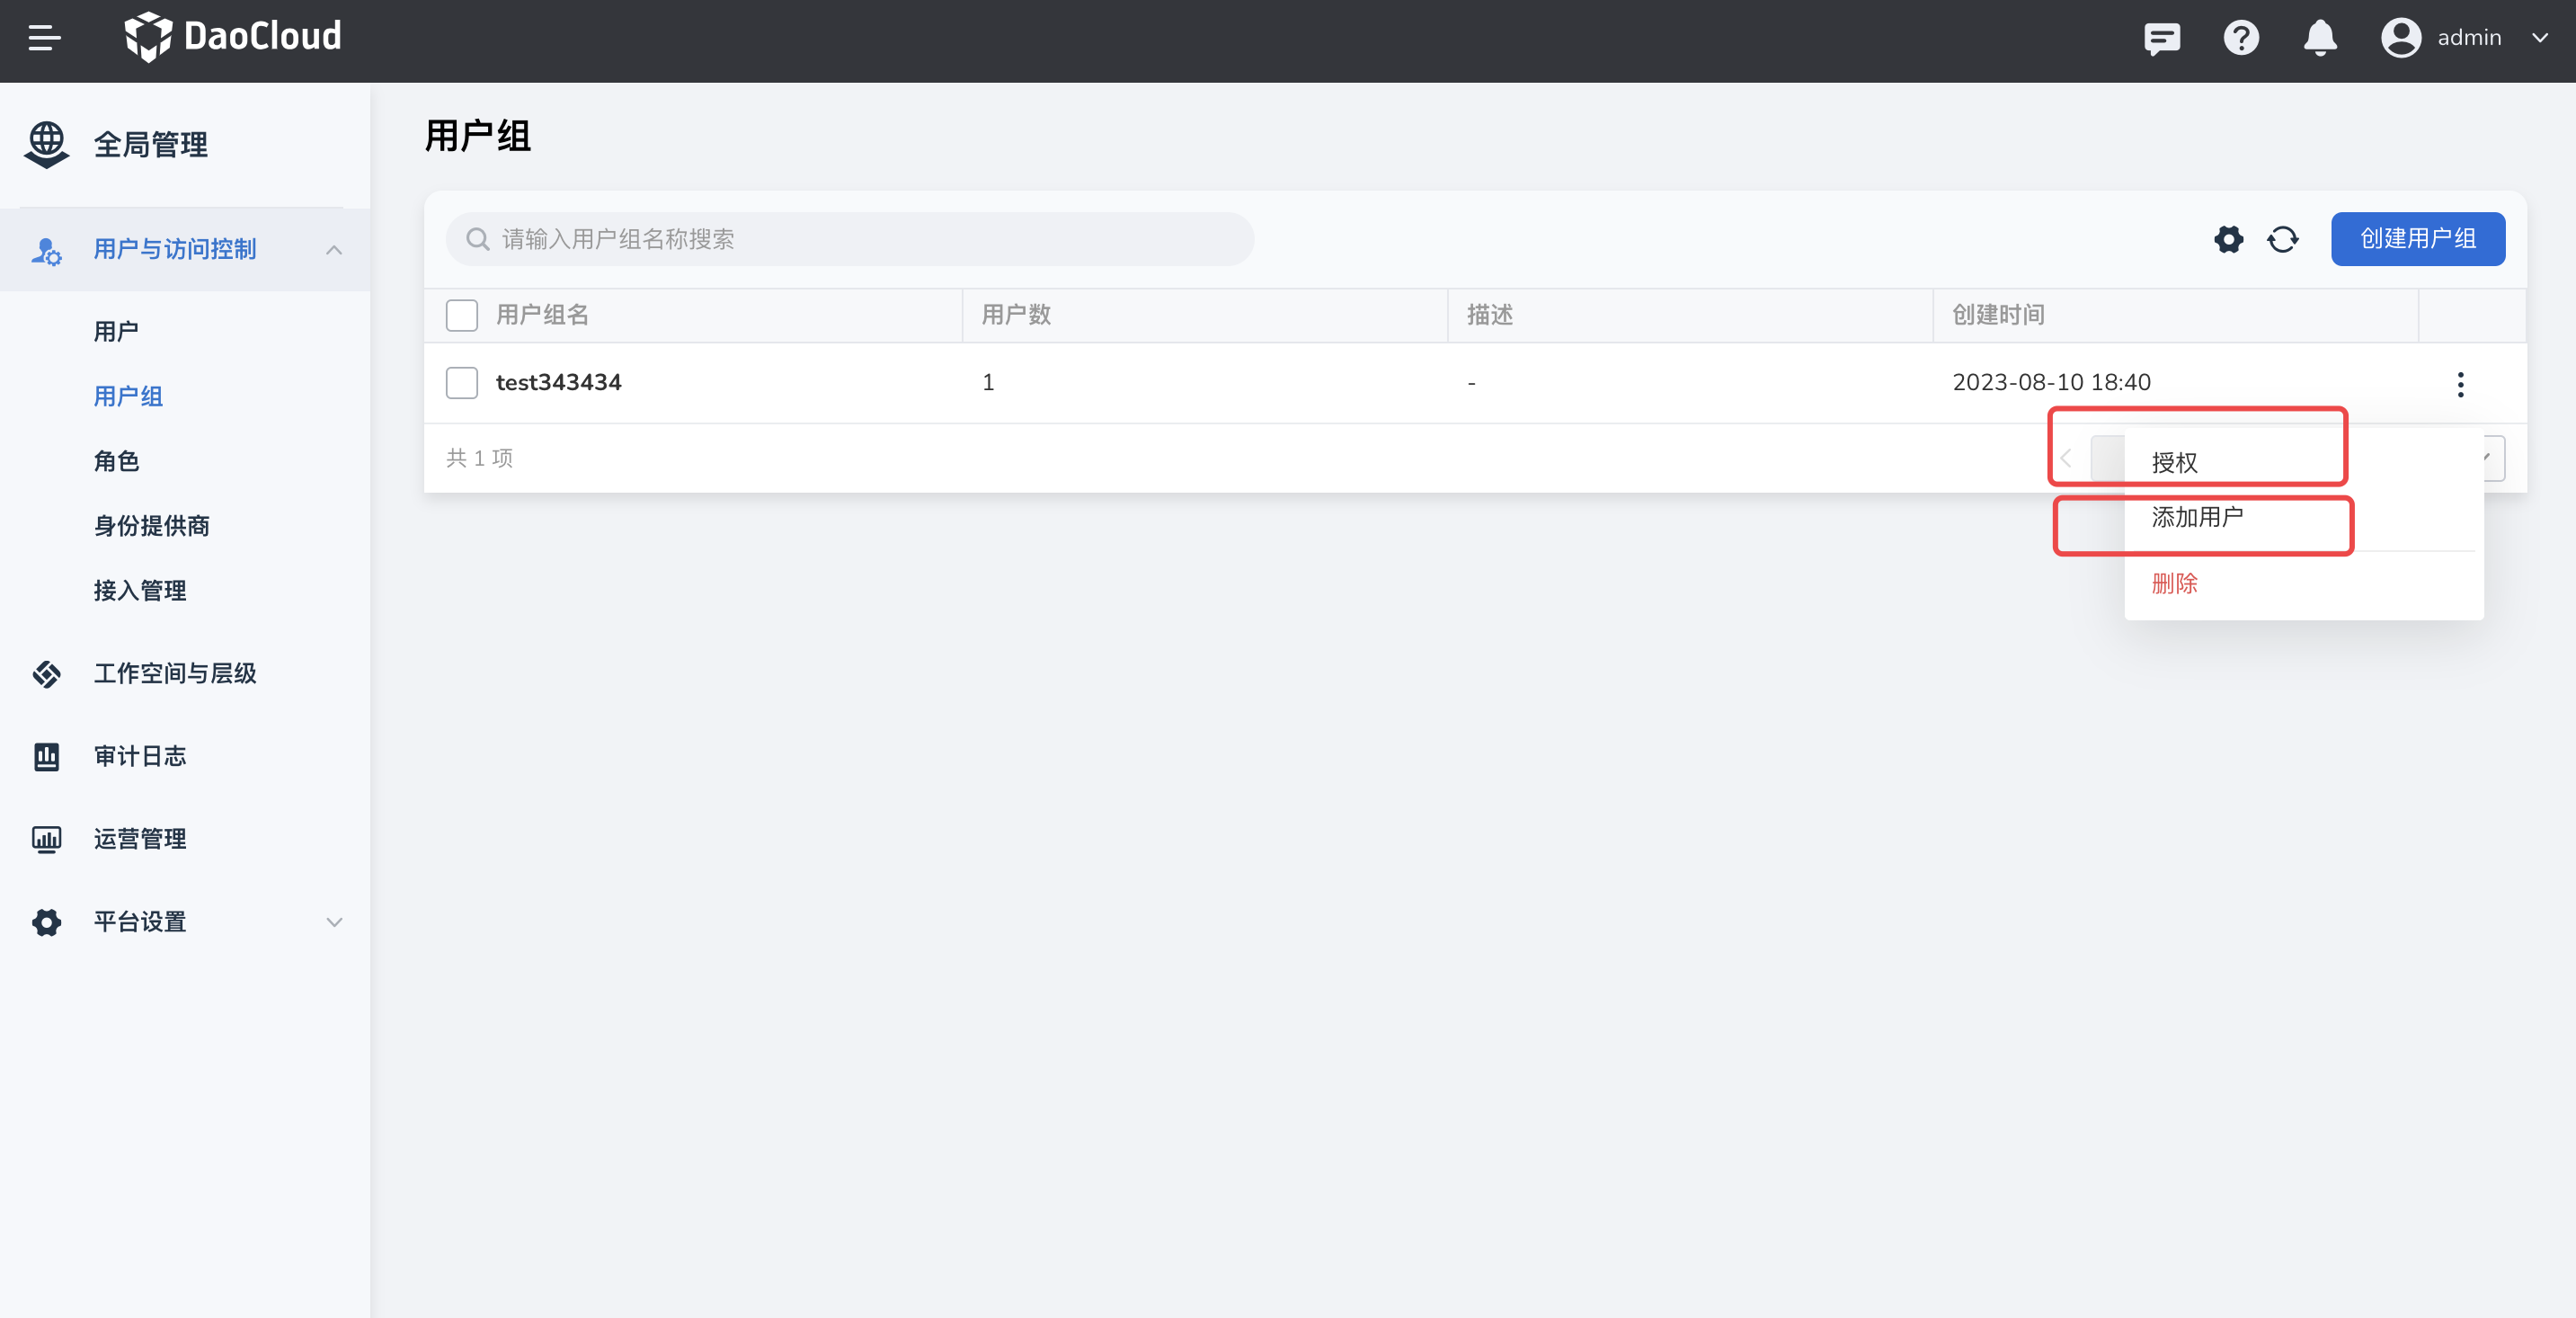 DaoCloud
admin
全局管理
用户与访问控制
用户
用户组
角色
身份提供商
接入管理
工作空间与层级
审计日志
运营管理
平台设置
用户组
请输入用户组名称搜索
创建用户组
用户组名 用户数 描述 创建时间
test343434 1 - 2023-08-10 18:40
共 1 项
授权
添加用户
删除